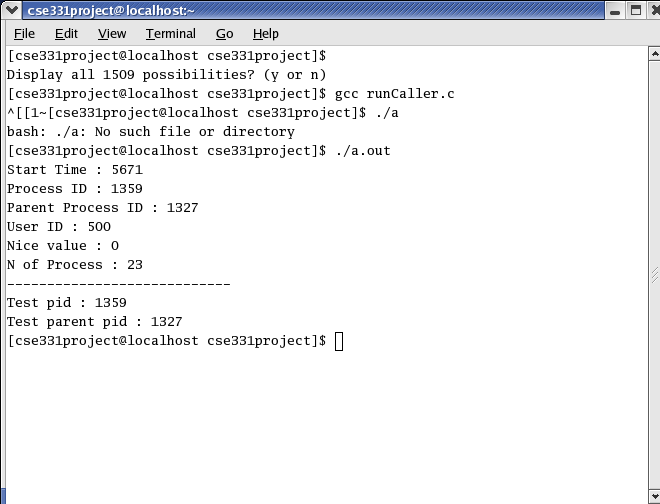 cse331project@localhost:~
File Edit View Terminal Go Help
[cse331project@localhost cse331project]$
Display all 1509 possibilities? (y or n)
[cse331project@localhost cse331project]$ gcc runCaller.c
^[[1~[cse331project@localhost cse331project]$ ./a
bash: ./a: No such file or directory
[cse331project@localhost cse331project]$ ./a.out
Start Time : 5671
Process ID : 1359
Parent Process ID : 1327
User ID : 500
Nice value : 0
N of Process : 23
----------------------------
Test pid : 1359
Test parent pid : 1327
[cse331project@localhost cse331project]$